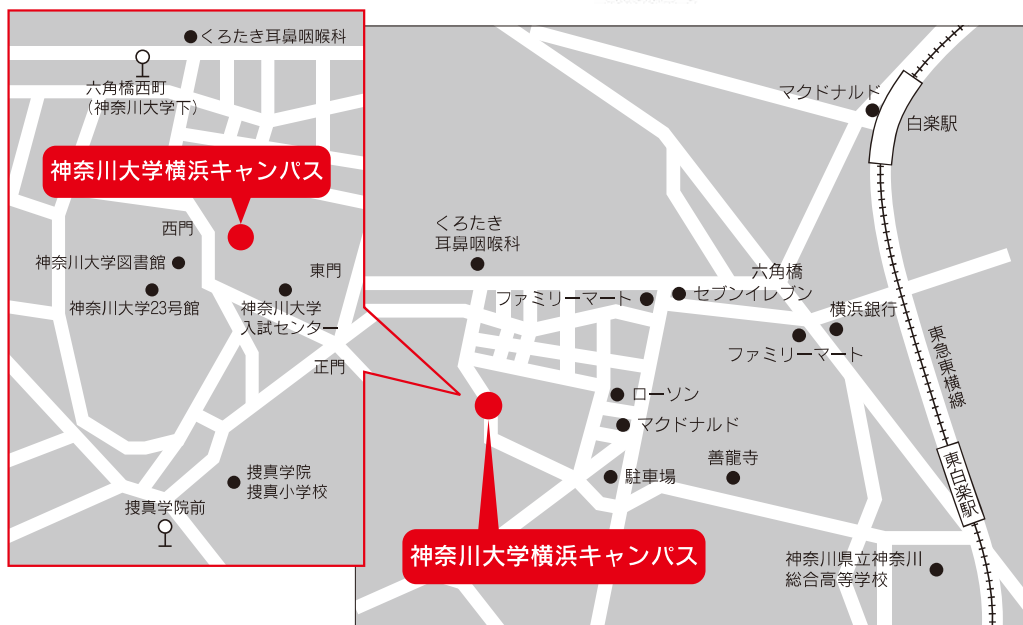 くろたき耳鼻咽喉科
六角橋西町
（神奈川大学下）
神奈川大学横浜キャンパス
西門
神奈川大学図書館
東門
神奈川大学23号館
神奈川大学
入試センター
正門
捜真学院
捜真小学校
捜真学院前
マクドナルド
白楽駅
くろたき
耳鼻咽喉科
六角橋
ファミリーマート
セブンイレブン
横浜銀行
ファミリーマート
東急東横線
ローソン
マクドナルド
善龍寺
駐車場
東白楽駅
神奈川大学横浜キャンパス
神奈川県立神奈川
総合高等学校